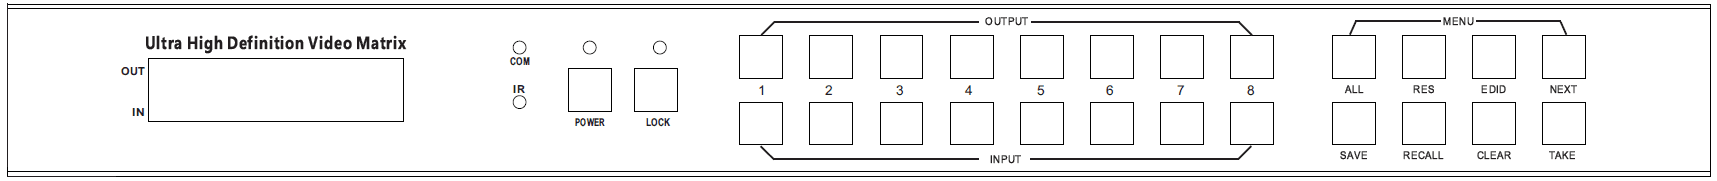 OUTPUT
MENU
Ultra High Definition Video Matrix
COM
OUT
IR
IN
1 2 3 4 5 6 7 8
ALL RES EDID NEXT
POWER LOCK
INPUT
SAVE RECALL CLEAR TAKE